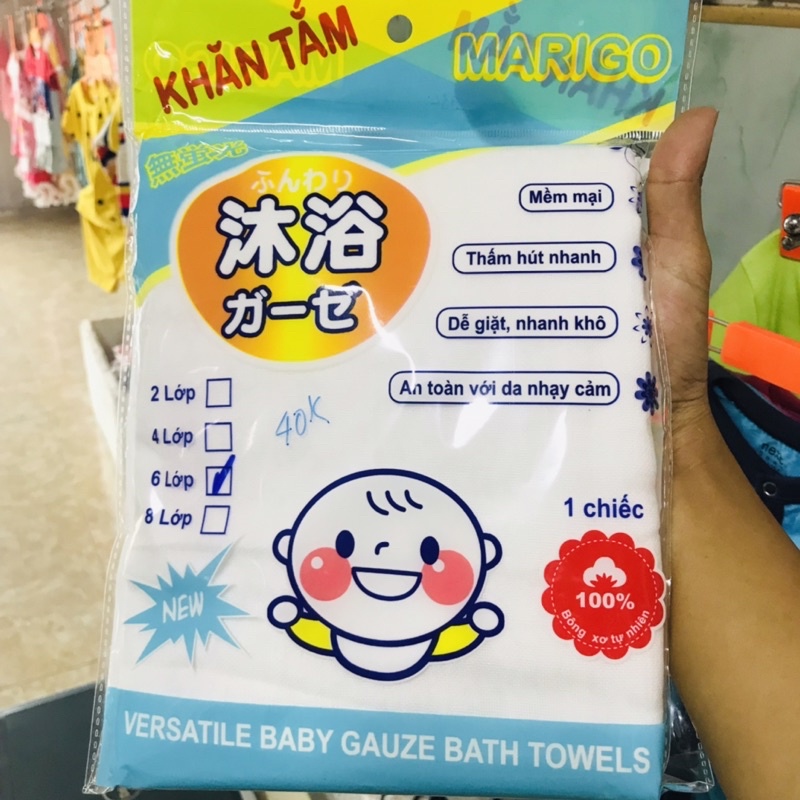 KHĂN TẮM
MARIGO
無蛍光
ふんわり
沐浴
ガーゼ
Mềm mại
Thấm hút nhanh
Dễ giặt, nhanh khô
An toàn với da nhạy cảm
2 Lớp
4 Lớp
6 Lớp
8 Lớp
40K
1 chiếc
100%
Bông xơ tự nhiên
NEW
VERSATILE BABY GAUZE BATH TOWELS